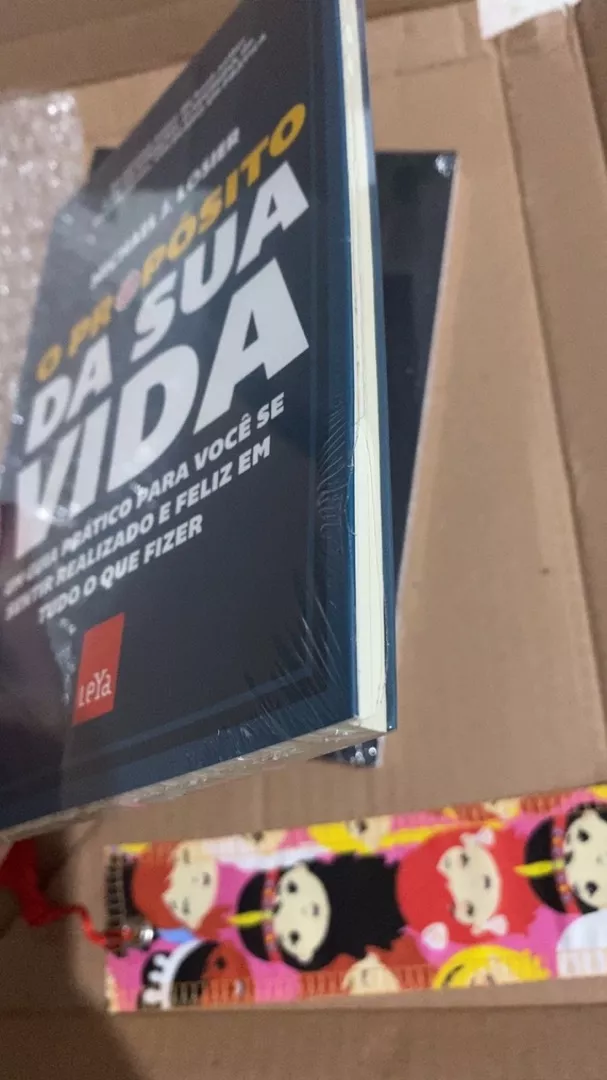 MICHAEL J. LOSIER
O PROPÓSITO
DA SUA
VIDA
UM GUIA PRÁTICO PARA VOCÊ SE
SENTIR REALIZADO E FELIZ EM
TUDO O QUE FIZER
LeYa